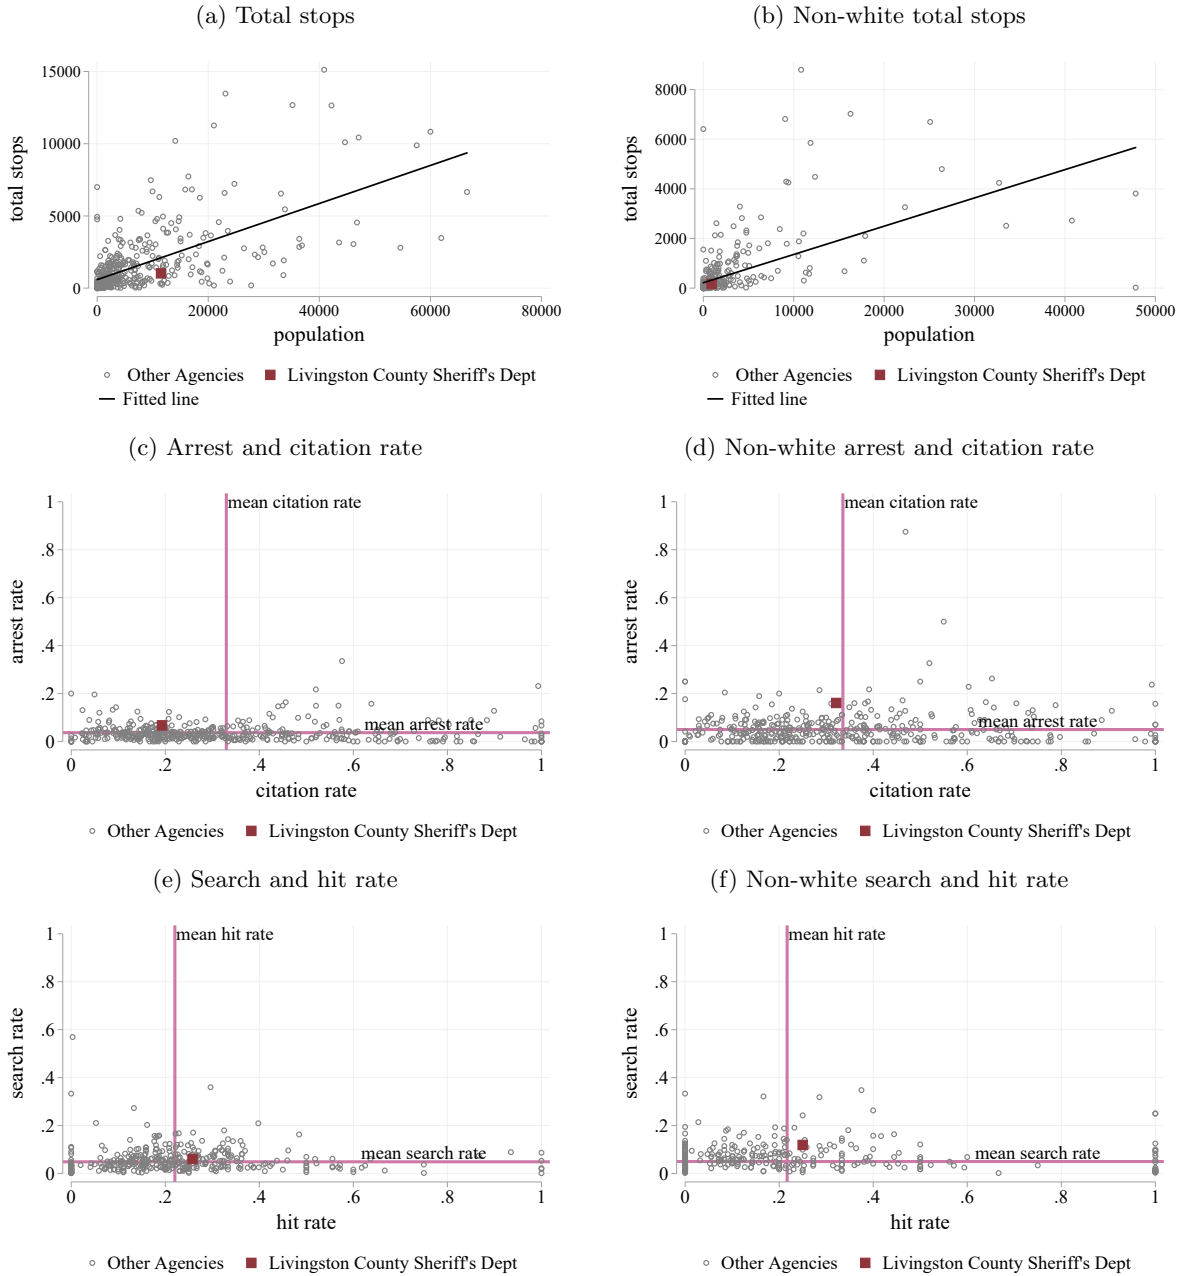 (a) Total stops
(b) Non-white total stops
total stops
15000
10000
5000
0
0 20000 40000 60000 80000
population
Other Agencies Livingston County Sheriff's Dept
Fitted line
total stops
8000
6000
4000
2000
0
0 10000 20000 30000 40000 50000
population
Other Agencies Livingston County Sheriff's Dept
Fitted line
(c) Arrest and citation rate
(d) Non-white arrest and citation rate
arrest rate
1
.8
.6
.4
.2
0
mean citation rate
mean arrest rate
0 .2 .4 .6 .8 1
citation rate
Other Agencies Livingston County Sheriff's Dept
arrest rate
1
.8
.6
.4
.2
0
mean citation rate
mean arrest rate
0 .2 .4 .6 .8 1
citation rate
Other Agencies Livingston County Sheriff's Dept
(e) Search and hit rate
(f) Non-white search and hit rate
search rate
1
.8
.6
.4
.2
0
mean hit rate
mean search rate
0 .2 .4 .6 .8 1
hit rate
Other Agencies Livingston County Sheriff's Dept
search rate
1
.8
.6
.4
.2
0
mean hit rate
mean search rate
0 .2 .4 .6 .8 1
hit rate
Other Agencies Livingston County Sheriff's Dept